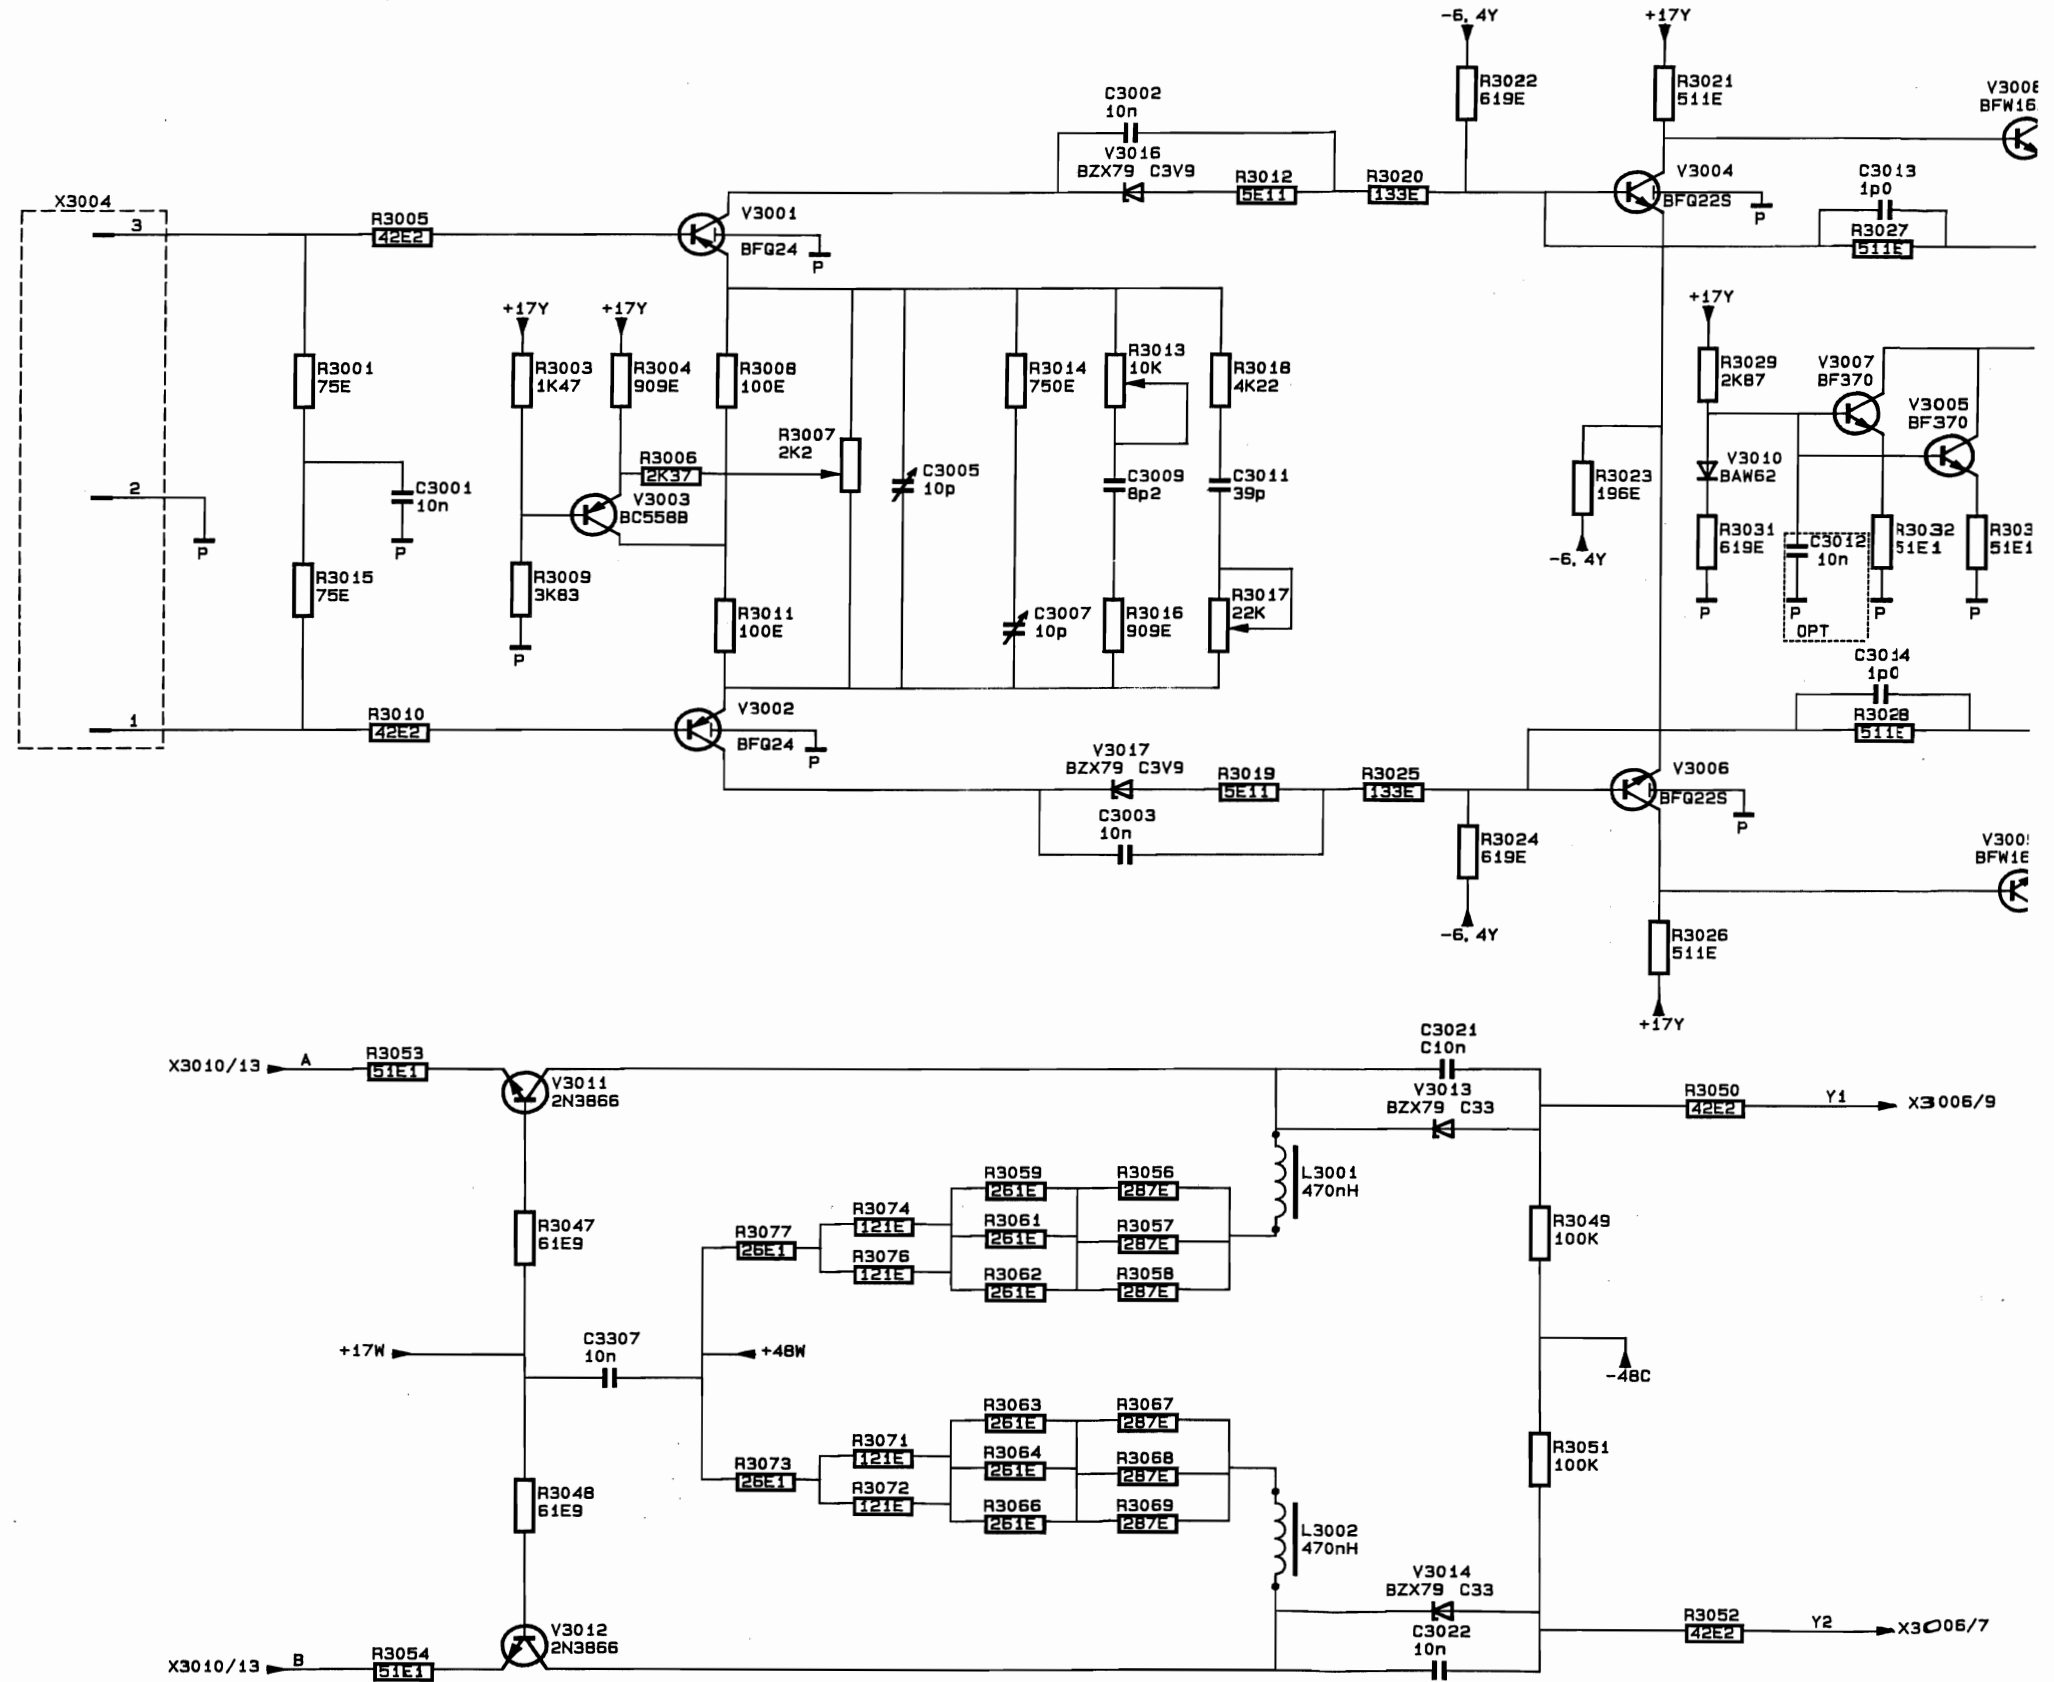 -6,4Y
+17Y
R3022
619E
R3021
511E
C3002
10n
V3016
BZX79 C3V9
R3012
5E11
R3020
133E
V3004
BFQ22S
P
BFW16
C3013
1p0
R3027
511E
X3004
3
R3005
42E2
V3001
BFQ24
P
+17Y
+17Y
+17Y
R3001
75E
R3003
1K47
R3004
909E
R3008
100E
R3014
750E
R3013
10K
R3018
4K22
R3029
2K87
V3007
BF370
V3005
BF370
R3007
2K2
R3006
2K37
V3003
BC558B
C3005
10p
C3009
8p2
C3011
39p
R3023
196E
-6,4Y
V3010
BAW62
2
P
C3001
10n
P
R3031
619E
P
C3012
10n
P
OPT
R3032
51E1
P
51E1
P
R3015
75E
R3009
3K83
P
R3011
100E
C3007
10p
R3016
909E
R3017
22K
C3014
1p0
R3028
511E
1
R3010
42E2
V3002
BFQ24
P
V3017
BZX79 C3V9
R3019
5E11
R3025
133E
C3003
10n
V3006
BFQ22S
P
R3024
619E
-6,4Y
R3026
511E
+17Y
X3010/13
A
R3053
51E1
V3011
2N3866
C3021
C10n
V3013
BZX79 C33
R3050
42E2
Y1
X3006/9
R3047
61E9
R3077
26E1
R3074
121E
R3076
121E
R3059
261E
R3061
261E
R3062
261E
R3056
287E
R3057
287E
R3058
287E
L3001
470nH
R3049
100K
+17W
C3307
10n
+48W
-48C
R3048
61E9
R3073
26E1
R3071
121E
R3072
121E
R3063
261E
R3064
261E
R3066
261E
R3067
287E
R3068
287E
R3069
287E
L3002
470nH
R3051
100K
V3014
BZX79 C33
C3022
10n
R3052
42E2
Y2
X3006/7
X3010/13
B
R3054
51E1
V3012
2N3866